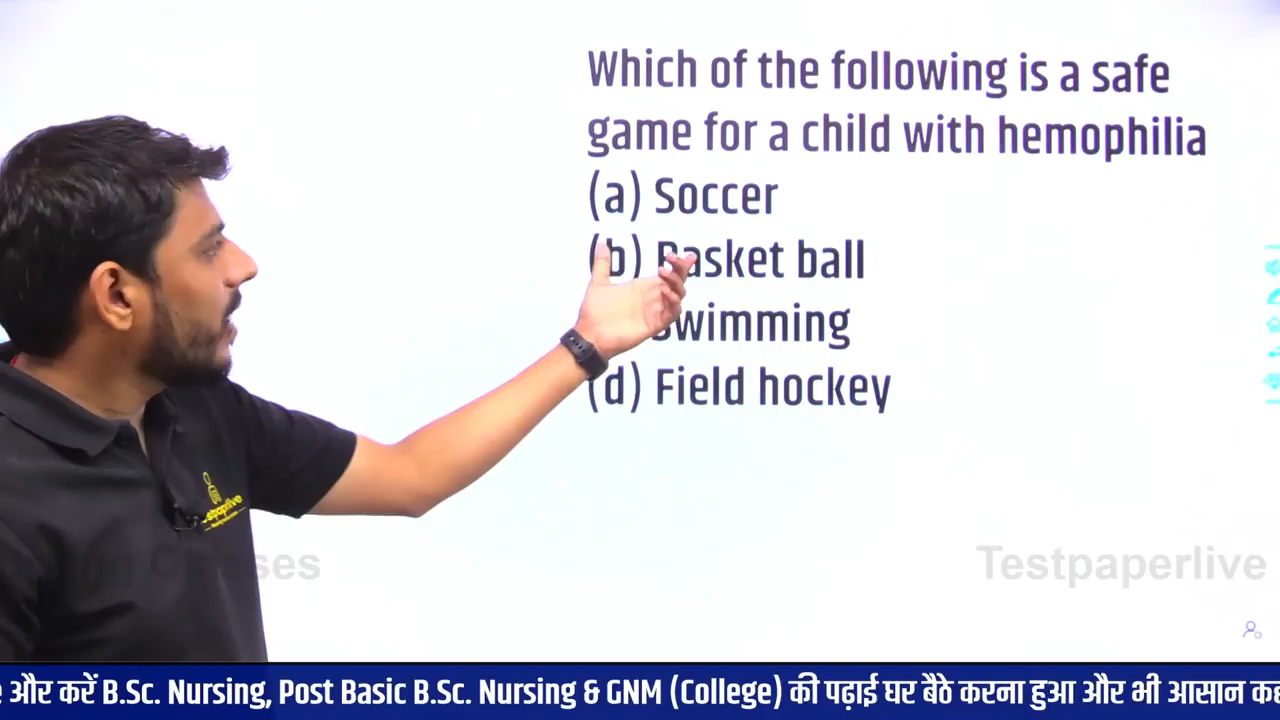 Which of the following is a safe
game for a child with hemophilia
(a) Soccer
(b) Basket ball
Swimming
(d) Field hockey
Testpaperlive
और करें B.Sc. Nursing, Post Basic B.Sc. Nursing & GNM (College) की पढ़ाई घर बैठे करना हुआ और भी आसान